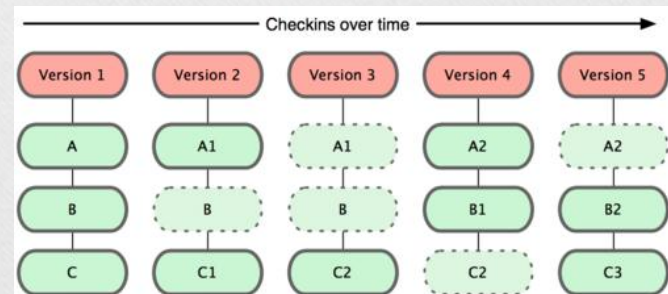 Checkins over time
Version 1 Version 2 Version 3 Version 4 Version 5
A A1 A1 A2 A2
B B B B1 B2
C C1 C2 C2 C3